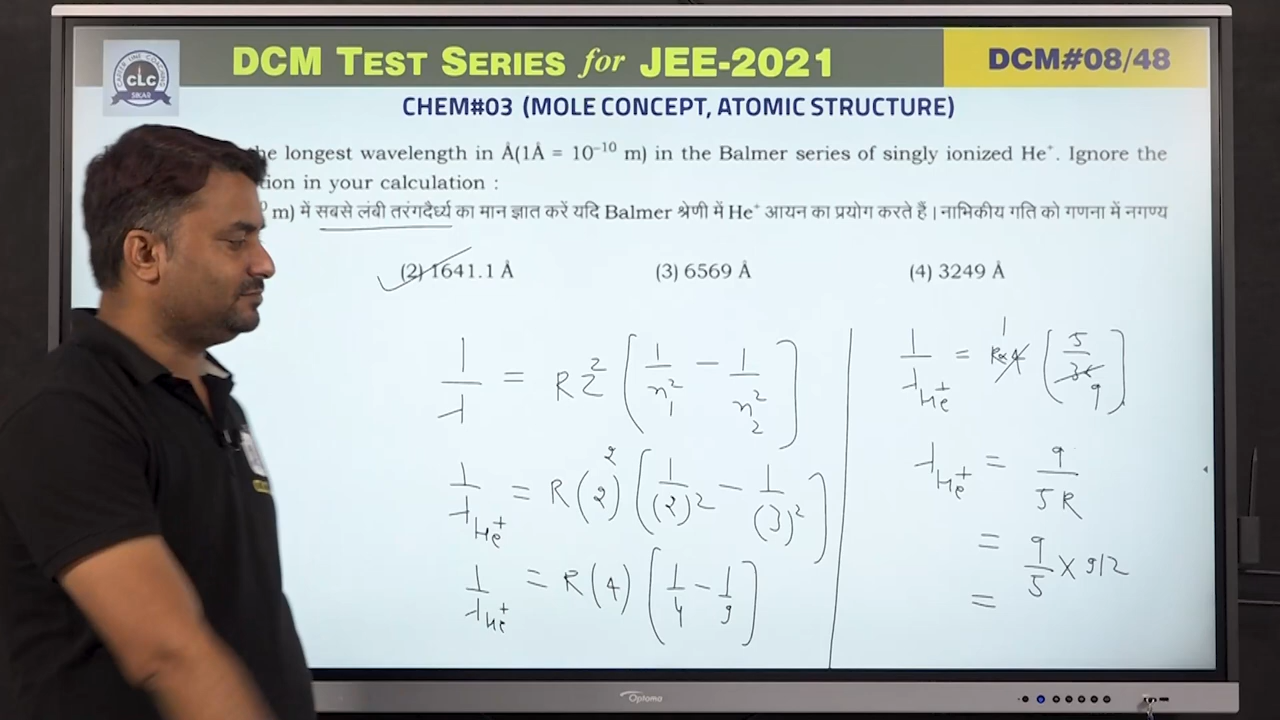 DCM TEST SERIES for JEE-2021
DCM#08/48
CLC
SIKAR
CHEM#03 (MOLE CONCEPT, ATOMIC STRUCTURE)
the longest wavelength in Å(1Å = 10⁻¹⁰ m) in the Balmer series of singly ionized He⁺. Ignore the
tion in your calculation :
m) में सबसे लंबी तरंगदैर्ध्य का मान ज्ञात करें यदि Balmer श्रेणी में He⁺ आयन का प्रयोग करते हैं। नाभिकीय गति को गणना में नगण्य
(2) 1641.1 Å (3) 6569 Å (4) 3249 Å
1/λ = RZ² [1/n₁² − 1/n₂²]
1/λHe⁺ = R(2)² [1/(2)² − 1/(3)²]
1/λHe⁺ = R(4) [1/4 − 1/9]
1/λHe⁺ = R×4 [5/36] 1 9
λHe⁺ = 9/5R
= 9/5 × 912
=
Optoma